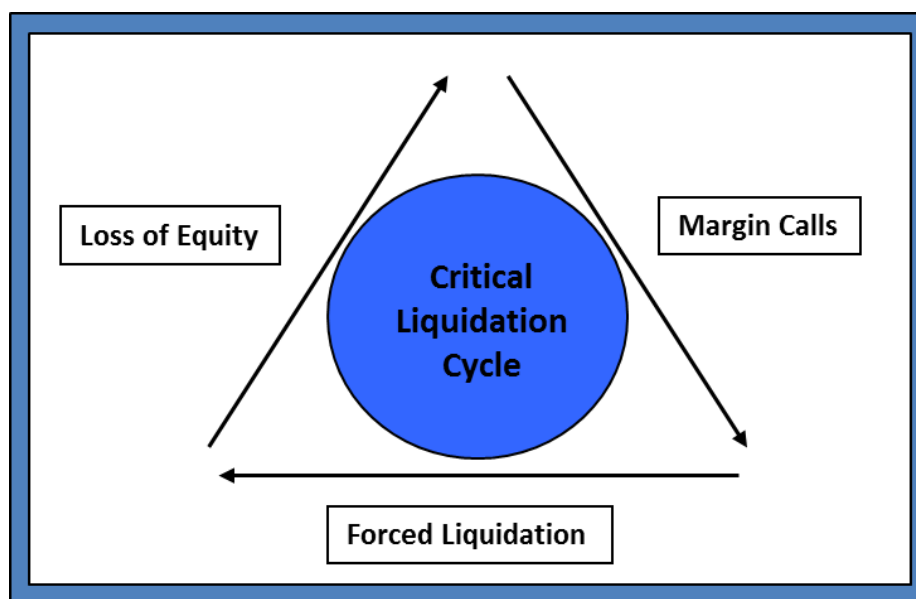 Loss of Equity
Margin Calls
Critical
Liquidation
Cycle
Forced Liquidation